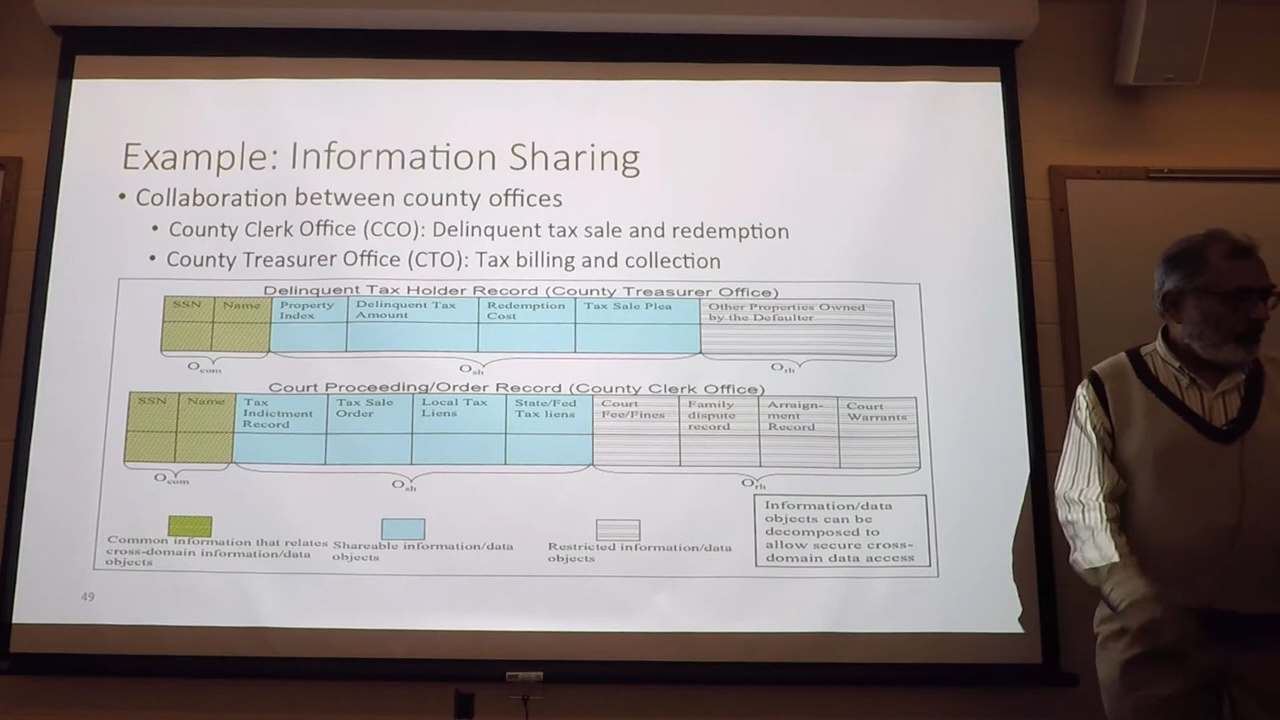 Example: Information Sharing
• Collaboration between county offices
• County Clerk Office (CCO): Delinquent tax sale and redemption
• County Treasurer Office (CTO): Tax billing and collection
Delinquent Tax Holder Record (County Treasurer Office)
SSN Name Property Index Delinquent Tax Amount Redemption Cost Tax Sale Plea Other Properties Owned by the Defaulter
Ocom Osh Orh
Court Proceeding/Order Record (County Clerk Office)
SSN Name Tax Indictment Record Tax Sale Order Local Tax Liens State/Fed Tax liens Court Fee/Fines Family dispute record Arraign-ment Record Court Warrants
Ocom Osh Orh
Common information that relates
cross-domain information/data
objects
Shareable information/data
objects
Restricted information/data
objects
Information/data
objects can be
decomposed to
allow secure cross-
domain data access
49